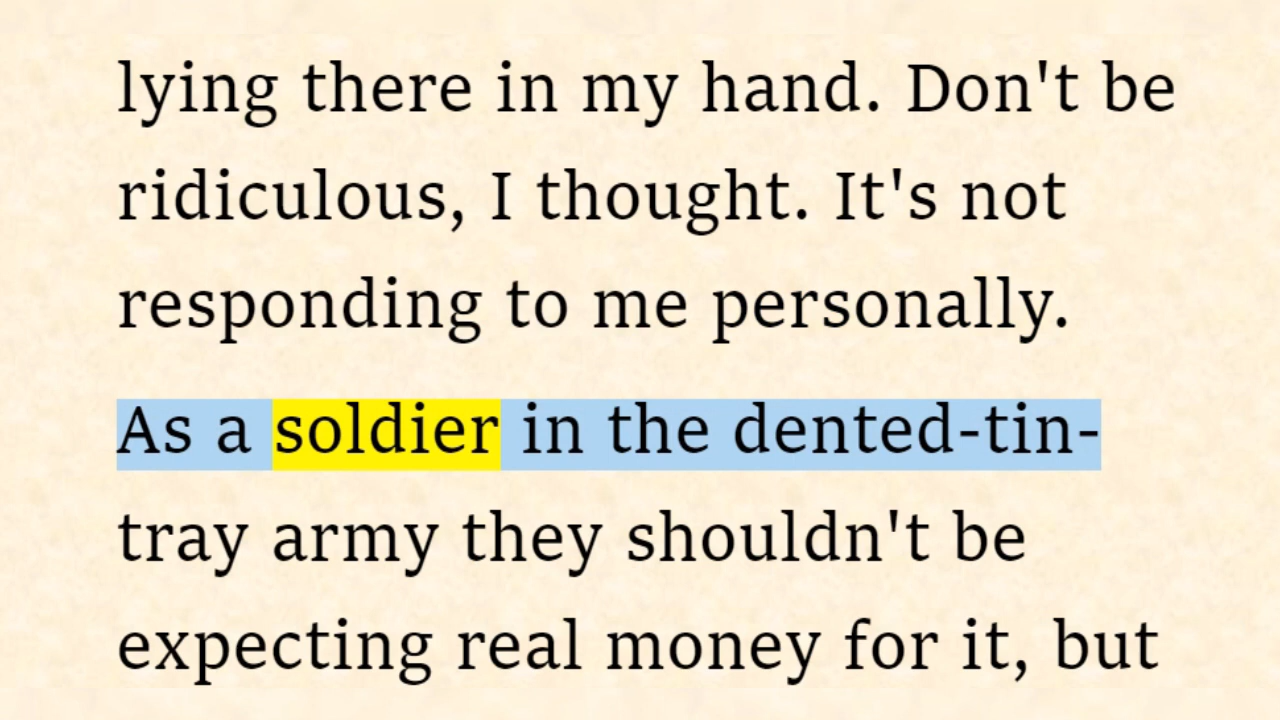 lying there in my hand. Don't be
ridiculous, I thought. It's not
responding to me personally.
As a soldier in the dented-tin-
tray army they shouldn't be
expecting real money for it, but